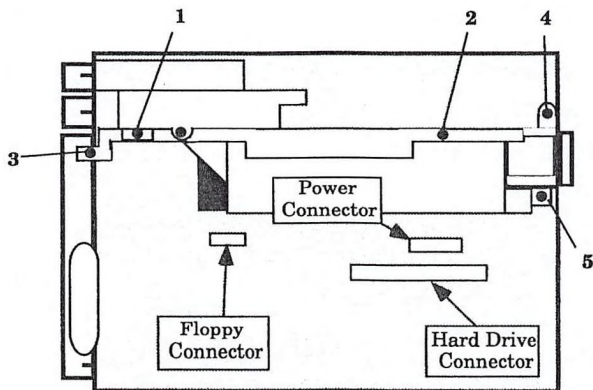 1
2
4
3
Power
Connector
5
Floppy
Connector
Hard Drive
Connector